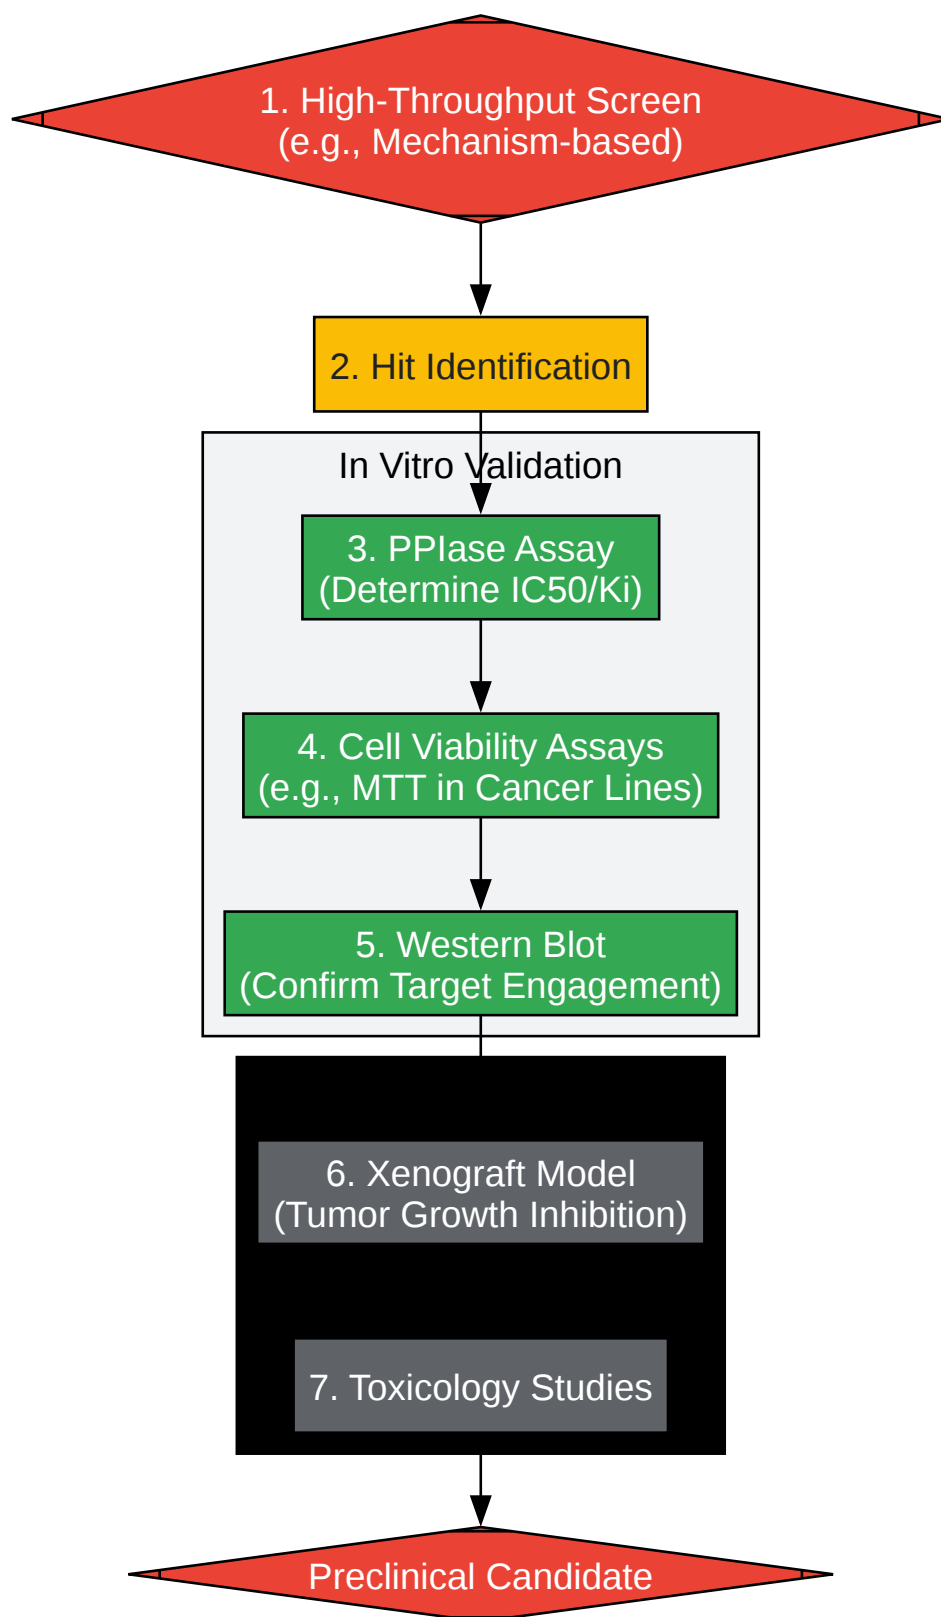 1. High-Throughput Screen
(e.g., Mechanism-based)
2. Hit Identification
In Vitro Validation
3. PPIase Assay
(Determine IC50/Ki)
4. Cell Viability Assays
(e.g., MTT in Cancer Lines)
5. Western Blot
(Confirm Target Engagement)
6. Xenograft Model
(Tumor Growth Inhibition)
7. Toxicology Studies
Preclinical Candidate